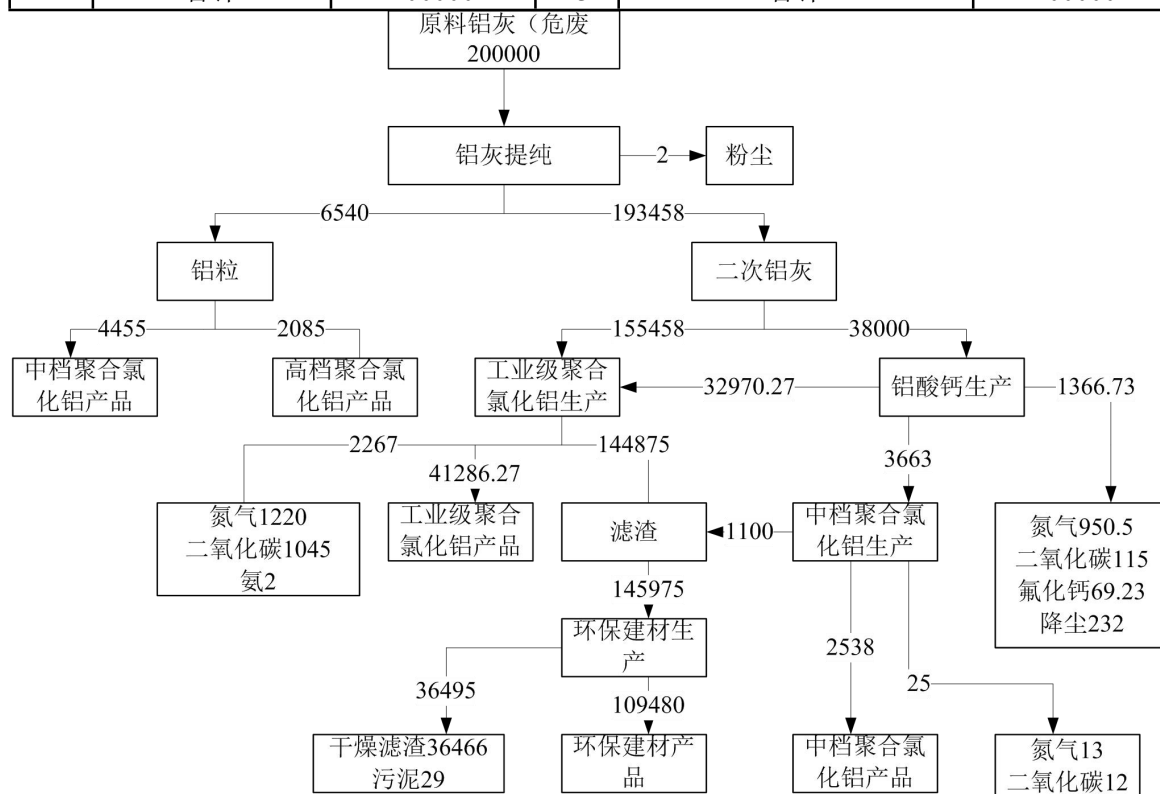 原料铝灰（危废
200000
铝灰提纯
2
粉尘
6540
193458
铝粒
二次铝灰
4455
2085
155458
38000
中档聚合氯
化铝产品
高档聚合氯
化铝产品
工业级聚合
氯化铝生产
32970.27
铝酸钙生产
1366.73
2267
144875
41286.27
3663
氮气1220
二氧化碳1045
氨2
工业级聚合
氯化铝产品
滤渣
1100
中档聚合氯
化铝生产
氮气950.5
二氧化碳115
氟化钙69.23
降尘232
145975
环保建材生
产
2538
25
36495
109480
干燥滤渣36466
污泥29
环保建材产
品
中档聚合氯
化铝产品
氮气13
二氧化碳12